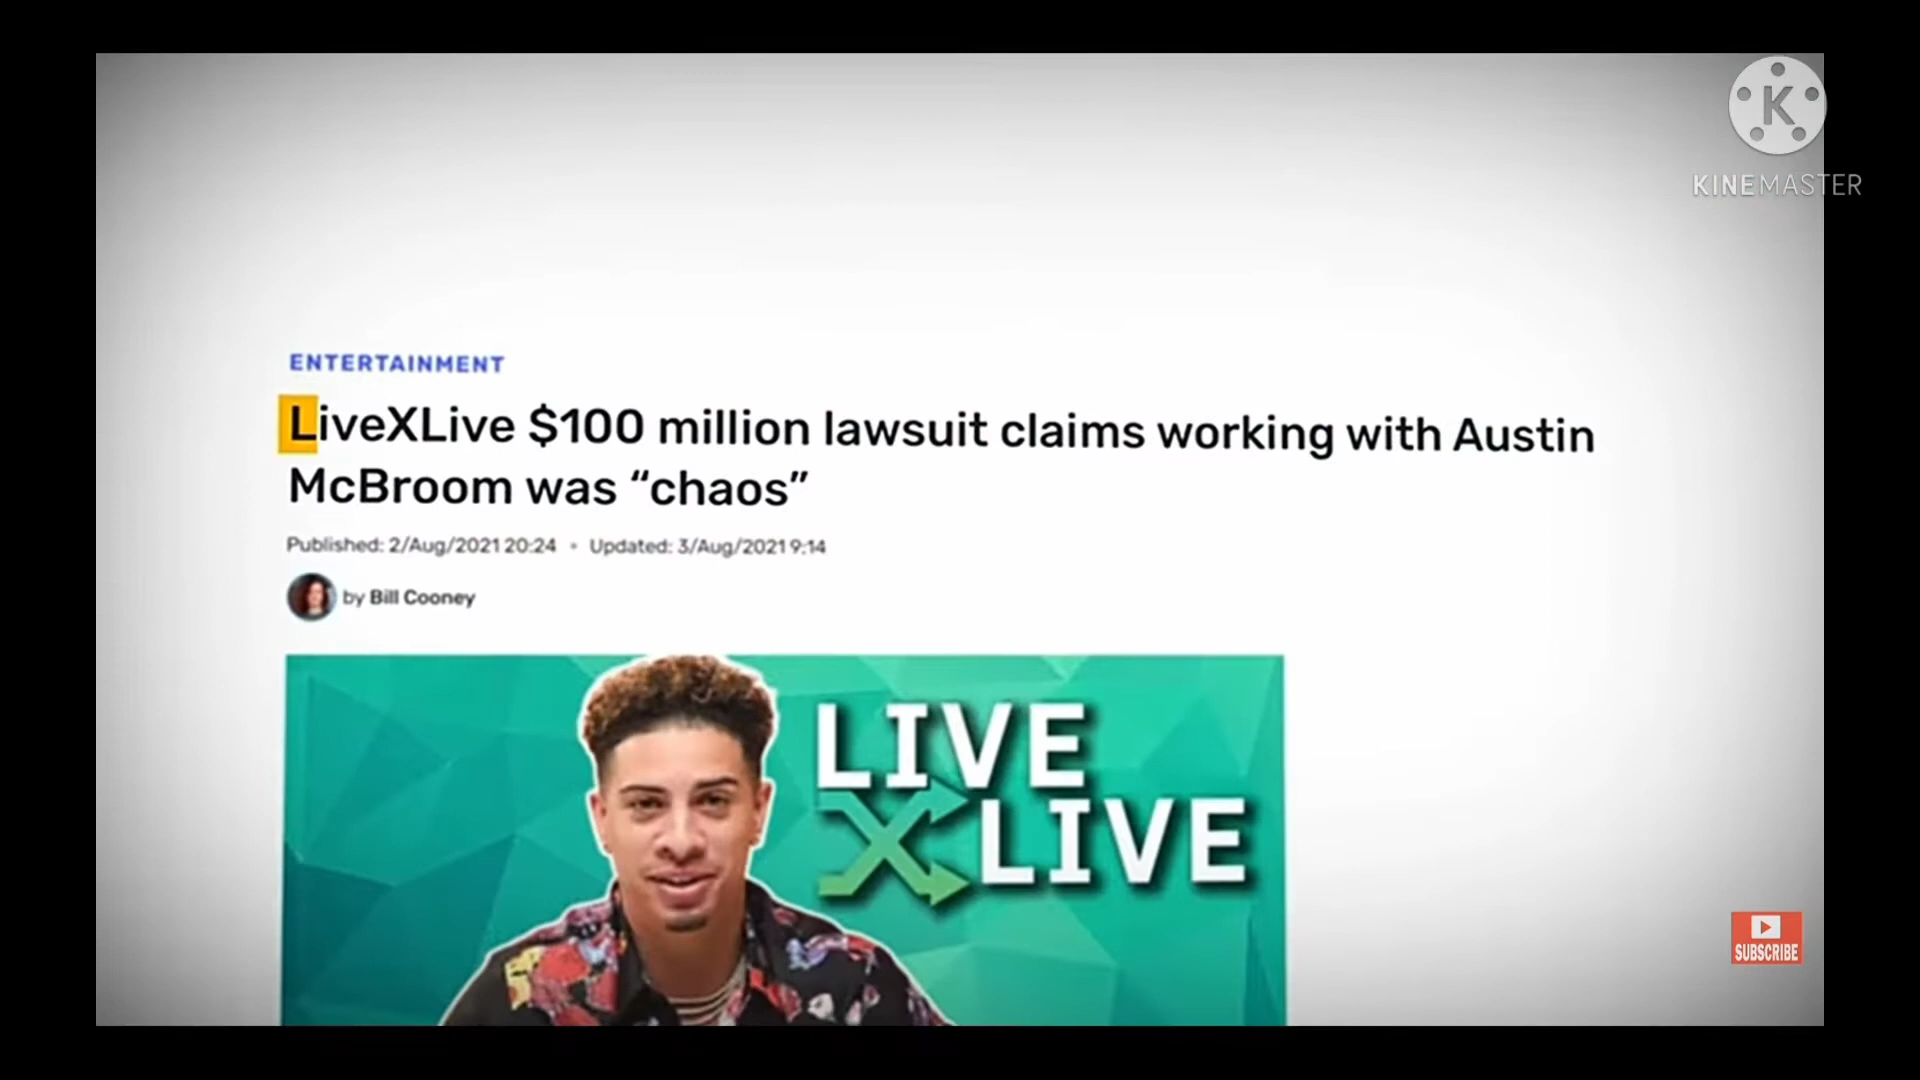 KINEMASTER
ENTERTAINMENT
LiveXLive $100 million lawsuit claims working with Austin
McBroom was “chaos”
Published: 2/Aug/2021 20:24 • Updated: 3/Aug/2021 9:14
by Bill Cooney
LIVE
X LIVE
SUBSCRIBE